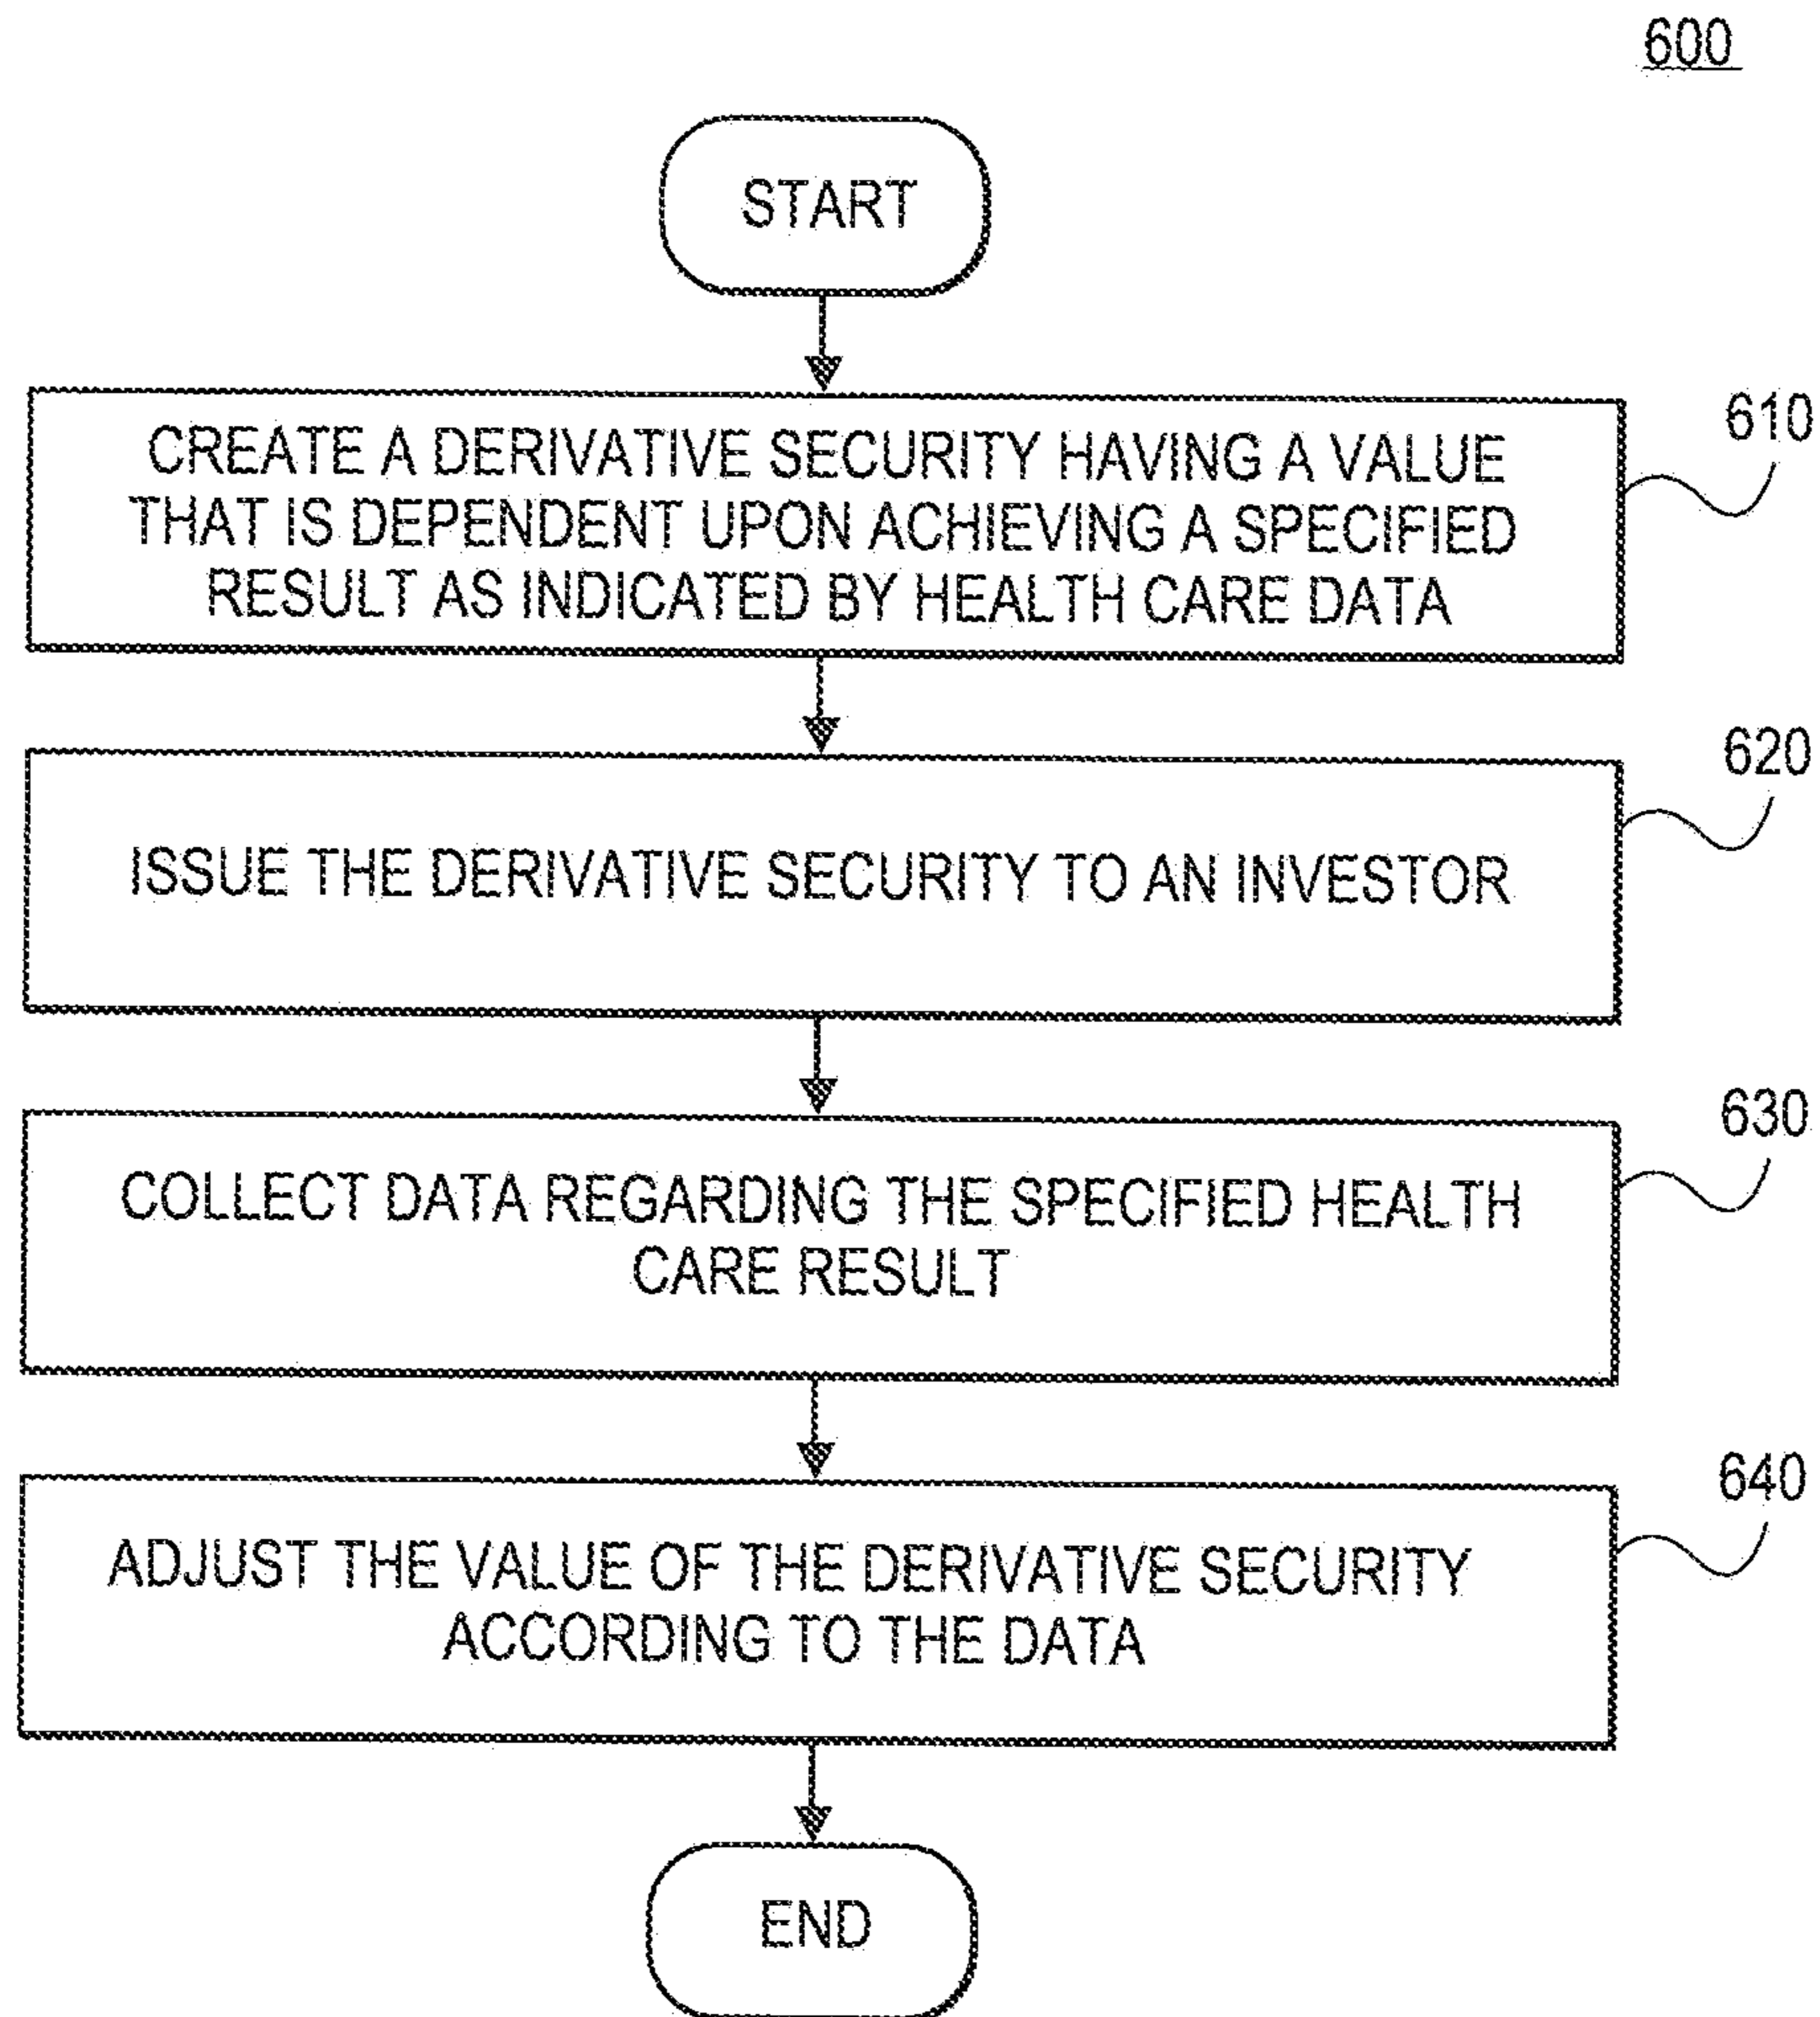 600
START
CREATE A DERIVATIVE SECURITY HAVING A VALUE
THAT IS DEPENDENT UPON ACHIEVING A SPECIFIED
RESULT AS INDICATED BY HEALTH CARE DATA
610
ISSUE THE DERIVATIVE SECURITY TO AN INVESTOR
620
COLLECT DATA REGARDING THE SPECIFIED HEALTH
CARE RESULT
630
ADJUST THE VALUE OF THE DERIVATIVE SECURITY
ACCORDING TO THE DATA
640
END